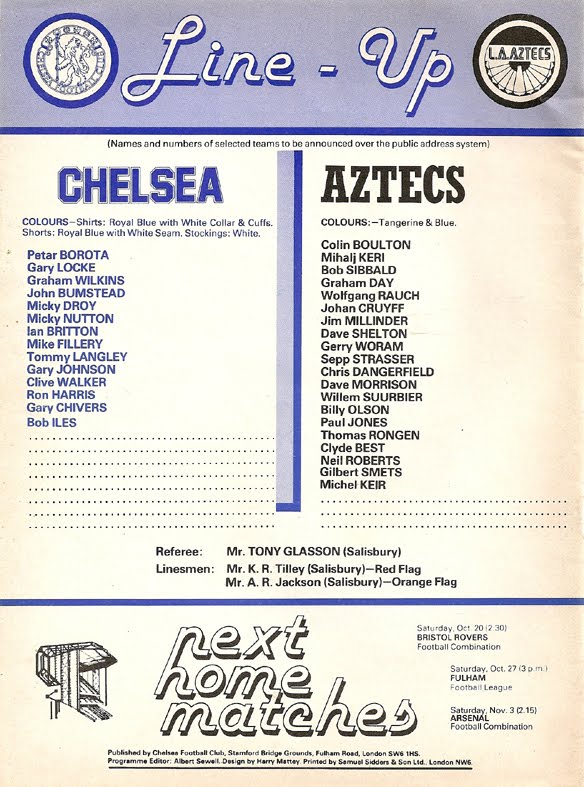 Line - Up
CHELSEA FOOTBALL
L.A.AZTECS
(Names and numbers of selected teams to be announced over the public address system)
CHELSEA
COLOURS—Shirts: Royal Blue with White Collar & Cuffs.
Shorts: Royal Blue with White Seam. Stockings: White.
Petar BOROTA
Gary LOCKE
Graham WILKINS
John BUMSTEAD
Micky DROY
Micky NUTTON
Ian BRITTON
Mike FILLERY
Tommy LANGLEY
Gary JOHNSON
Clive WALKER
Ron HARRIS
Gary CHIVERS
Bob ILES
AZTECS
COLOURS:—Tangerine & Blue.
Colin BOULTON
Mihalj KERI
Bob SIBBALD
Graham DAY
Wolfgang RAUCH
Johan CRUYFF
Jim MILLINDER
Dave SHELTON
Gerry WORAM
Sepp STRASSER
Chris DANGERFIELD
Dave MORRISON
Willem SUURBIER
Billy OLSON
Paul JONES
Thomas RONGEN
Clyde BEST
Neil ROBERTS
Gilbert SMETS
Michel KEIR
Referee: Mr. TONY GLASSON (Salisbury)
Linesmen: Mr. K. R. Tilley (Salisbury)—Red Flag
Mr. A. R. Jackson (Salisbury)—Orange Flag
next
home
matches
Saturday, Oct. 20 (2.30)
BRISTOL ROVERS
Football Combination
Saturday, Oct. 27 (3 p.m.)
FULHAM
Football League
Saturday, Nov. 3 (2.15)
ARSENAL
Football Combination
Published by Chelsea Football Club, Stamford Bridge Grounds, Fulham Road, London SW6 1HS.
Programme Editor: Albert Sewell. Design by Harry Mattey. Printed by Samuel Sidders & Son Ltd., London NW6.